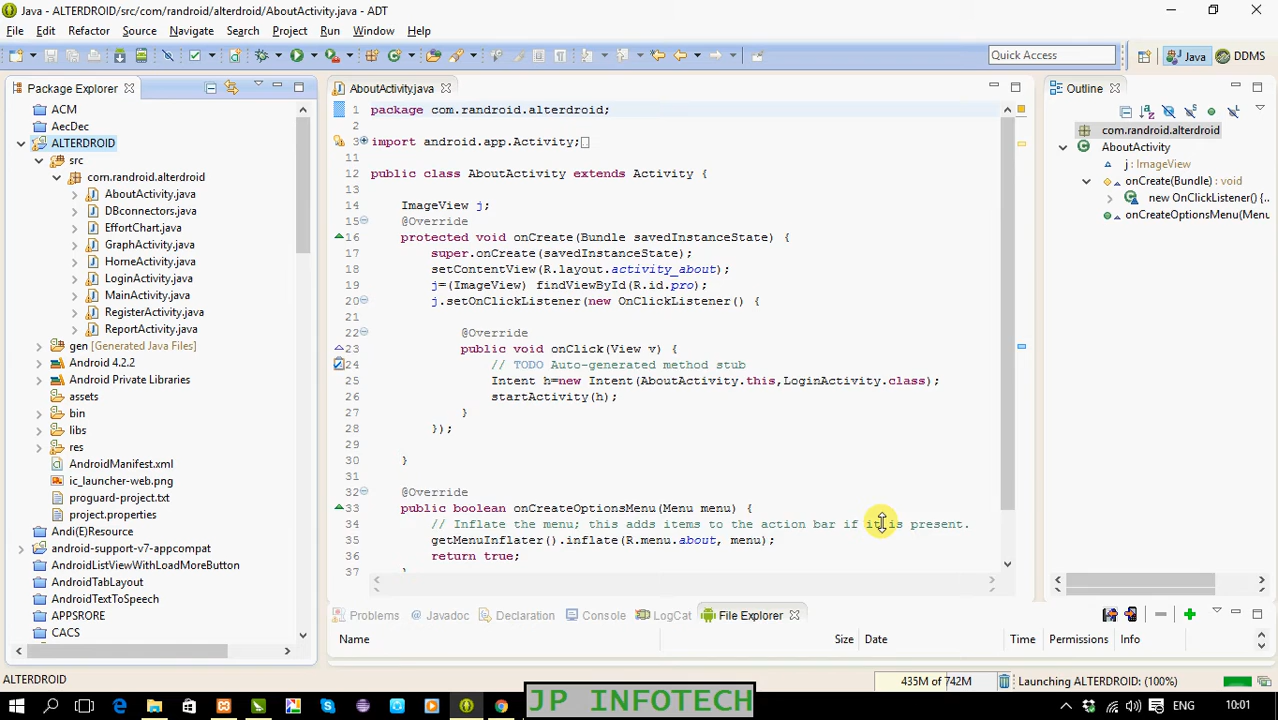 Java - ALTERDROID/src/com/randroid/alterdroid/AboutActivity.java - ADT
File Edit Refactor Source Navigate Search Project Run Window Help
Quick Access
Java
DDMS
Package Explorer
ACM
AecDec
ALTERDROID
src
com.randroid.alterdroid
AboutActivity.java
DBconnectors.java
EffortChart.java
GraphActivity.java
HomeActivity.java
LoginActivity.java
MainActivity.java
RegisterActivity.java
ReportActivity.java
gen [Generated Java Files]
Android 4.2.2
Android Private Libraries
assets
bin
libs
res
AndroidManifest.xml
ic_launcher-web.png
proguard-project.txt
project.properties
Andi(E)Resource
android-support-v7-appcompat
AndroidListViewWithLoadMoreButton
AndroidTabLayout
AndroidTextToSpeech
APPSRORE
CACS
AboutActivity.java
1 package com.randroid.alterdroid;
2
3 import android.app.Activity;
11
12 public class AboutActivity extends Activity {
13
14 ImageView j;
15 @Override
16 protected void onCreate(Bundle savedInstanceState) {
17 super.onCreate(savedInstanceState);
18 setContentView(R.layout.activity_about);
19 j=(ImageView) findViewById(R.id.pro);
20 j.setOnClickListener(new OnClickListener() {
21
22 @Override
23 public void onClick(View v) {
24 // TODO Auto-generated method stub
25 Intent h=new Intent(AboutActivity.this,LoginActivity.class);
26 startActivity(h);
27 }
28 });
29
30 }
31
32 @Override
33 public boolean onCreateOptionsMenu(Menu menu) {
34 // Inflate the menu; this adds items to the action bar if it is present.
35 getMenuInflater().inflate(R.menu.about, menu);
36 return true;
37 }
Outline
com.randroid.alterdroid
AboutActivity
j : ImageView
onCreate(Bundle) : void
new OnClickListener() {..
onCreateOptionsMenu(Menu
Problems @ Javadoc Declaration Console LogCat File Explorer
Name Size Date Time Permissions Info
ALTERDROID
435M of 742M
Launching ALTERDROID: (100%)
JP INFOTECH
ENG
10:01